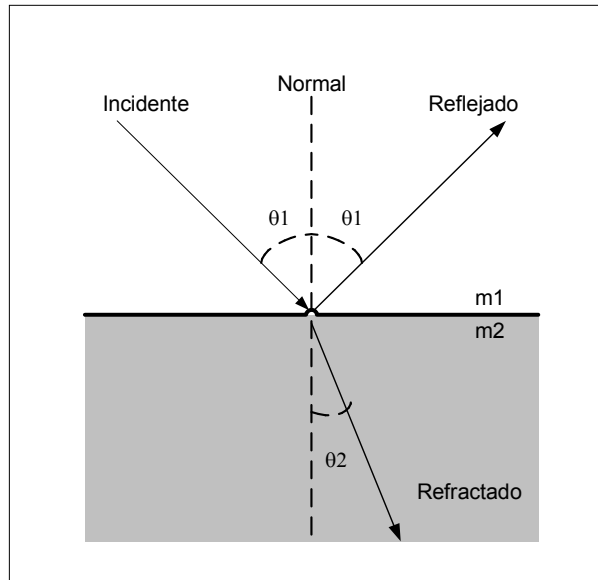 Normal
Incidente
Reflejado
θ1
θ1
m1
m2
θ2
Refractado